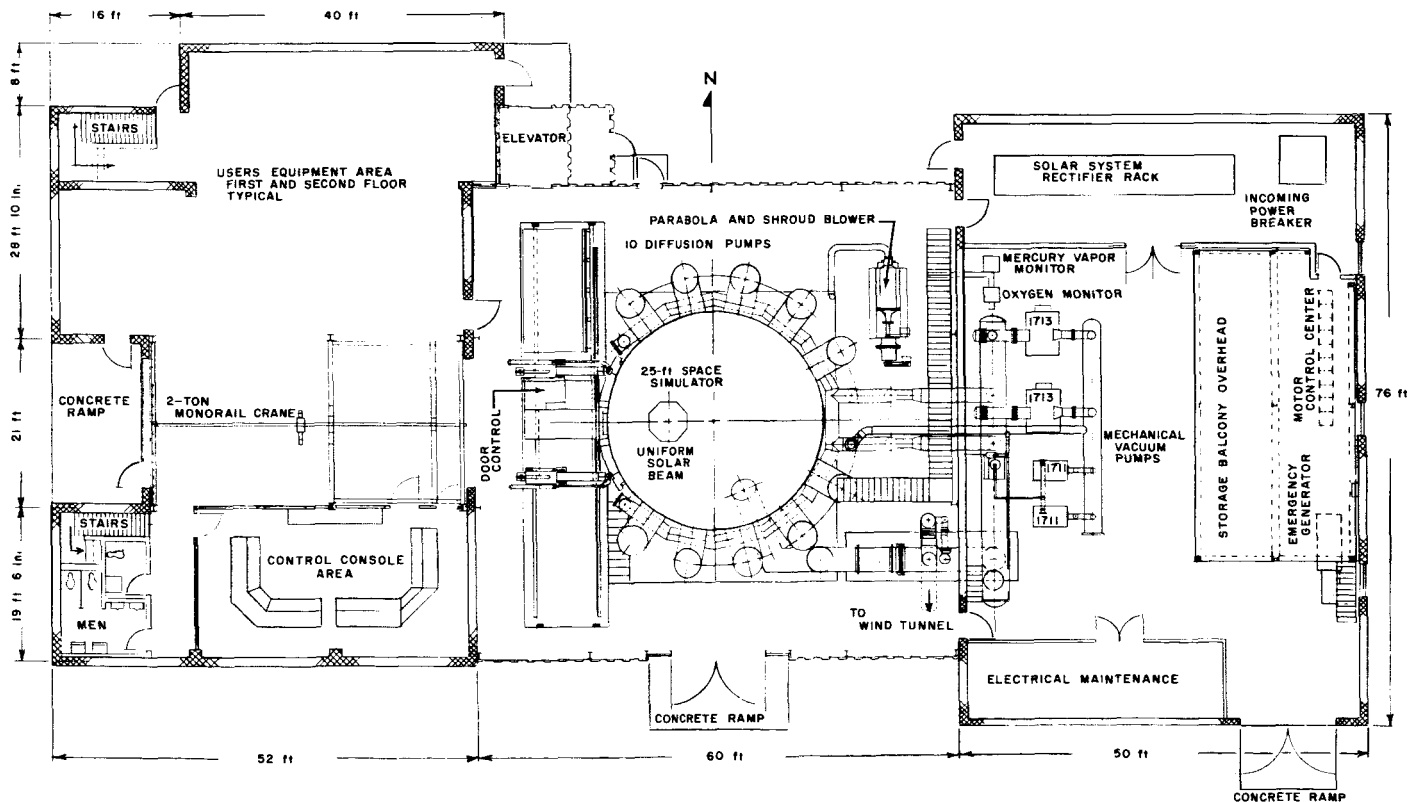 16 ft
40 ft
8 ft
28 ft 10 in.
21 ft
19 ft 6 in.
N
STAIRS
ELEVATOR
USERS EQUIPMENT AREA
FIRST AND SECOND FLOOR
TYPICAL
SOLAR SYSTEM
RECTIFIER RACK
INCOMING
POWER
BREAKER
PARABOLA AND SHROUD BLOWER
10 DIFFUSION PUMPS
MERCURY VAPOR
MONITOR
OXYGEN MONITOR
1713
1713
1711
1711
MECHANICAL
VACUUM
PUMPS
STORAGE BALCONY OVERHEAD
MOTOR
CONTROL CENTER
EMERGENCY
GENERATOR
76 ft
25-ft SPACE
SIMULATOR
UNIFORM
SOLAR
BEAM
DOOR
CONTROL
CONCRETE
RAMP
2-TON
MONORAIL CRANE
STAIRS
MEN
CONTROL CONSOLE
AREA
TO
WIND TUNNEL
ELECTRICAL MAINTENANCE
CONCRETE RAMP
52 ft
60 ft
50 ft
CONCRETE RAMP